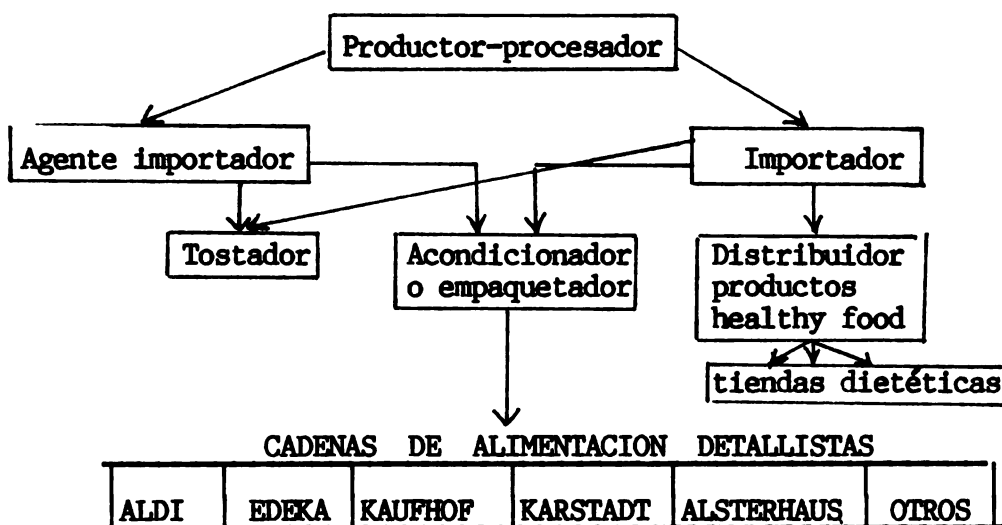 Productor-procesador
Agente importador
Importador
Tostador
Acondicionador
o empaquetador
Distribuidor
productos
healthy food
tiendas dietéticas
CADENAS DE ALIMENTACION DETALLISTAS
ALDI EDEKA KAUFHOF KARSTADT ALSTERHAUS OTROS